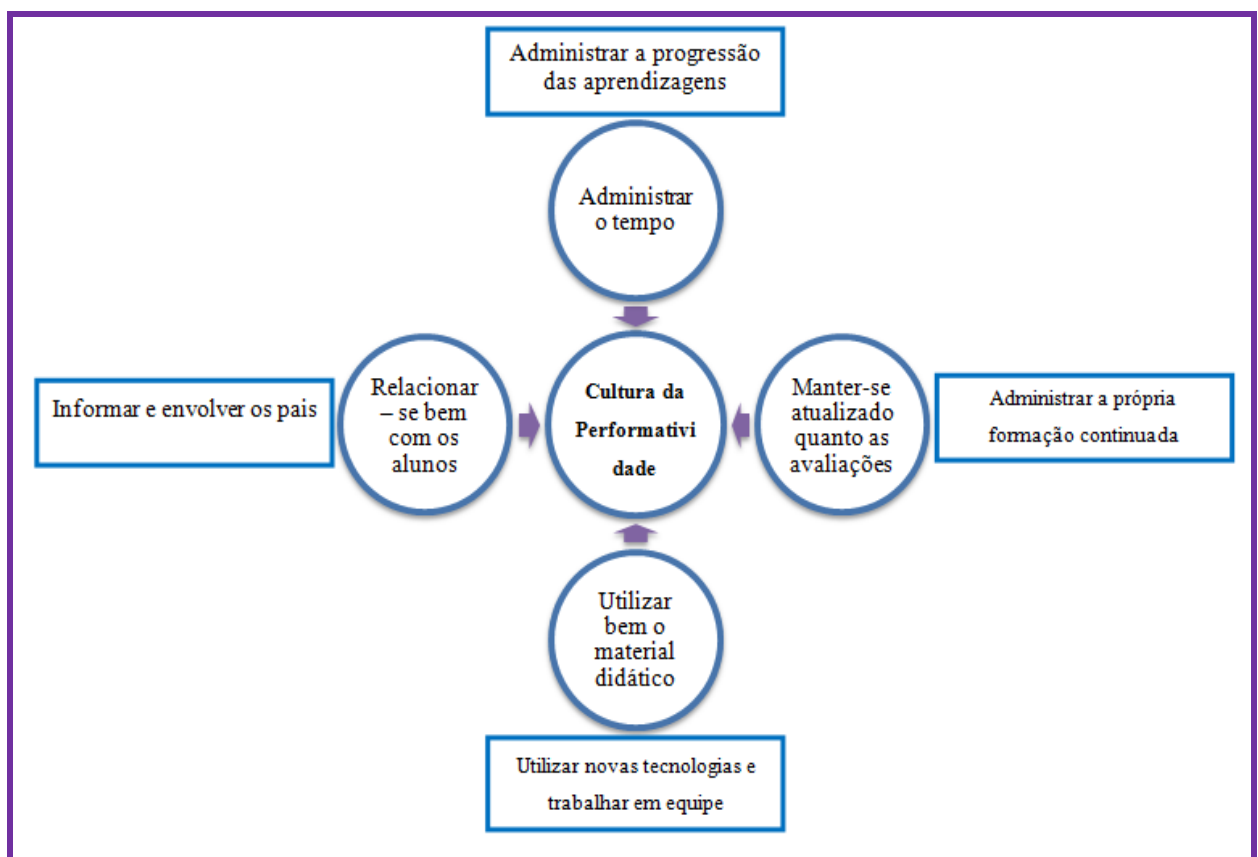 Administrar a progressão
das aprendizagens
Administrar
o tempo
Informar e envolver os pais
Relacionar
– se bem
com os
alunos
Cultura da
Performativi
dade
Manter-se
atualizado
quanto as
avaliações
Administrar a própria
formação continuada
Utilizar
bem o
material
didático
Utilizar novas tecnologias e
trabalhar em equipe